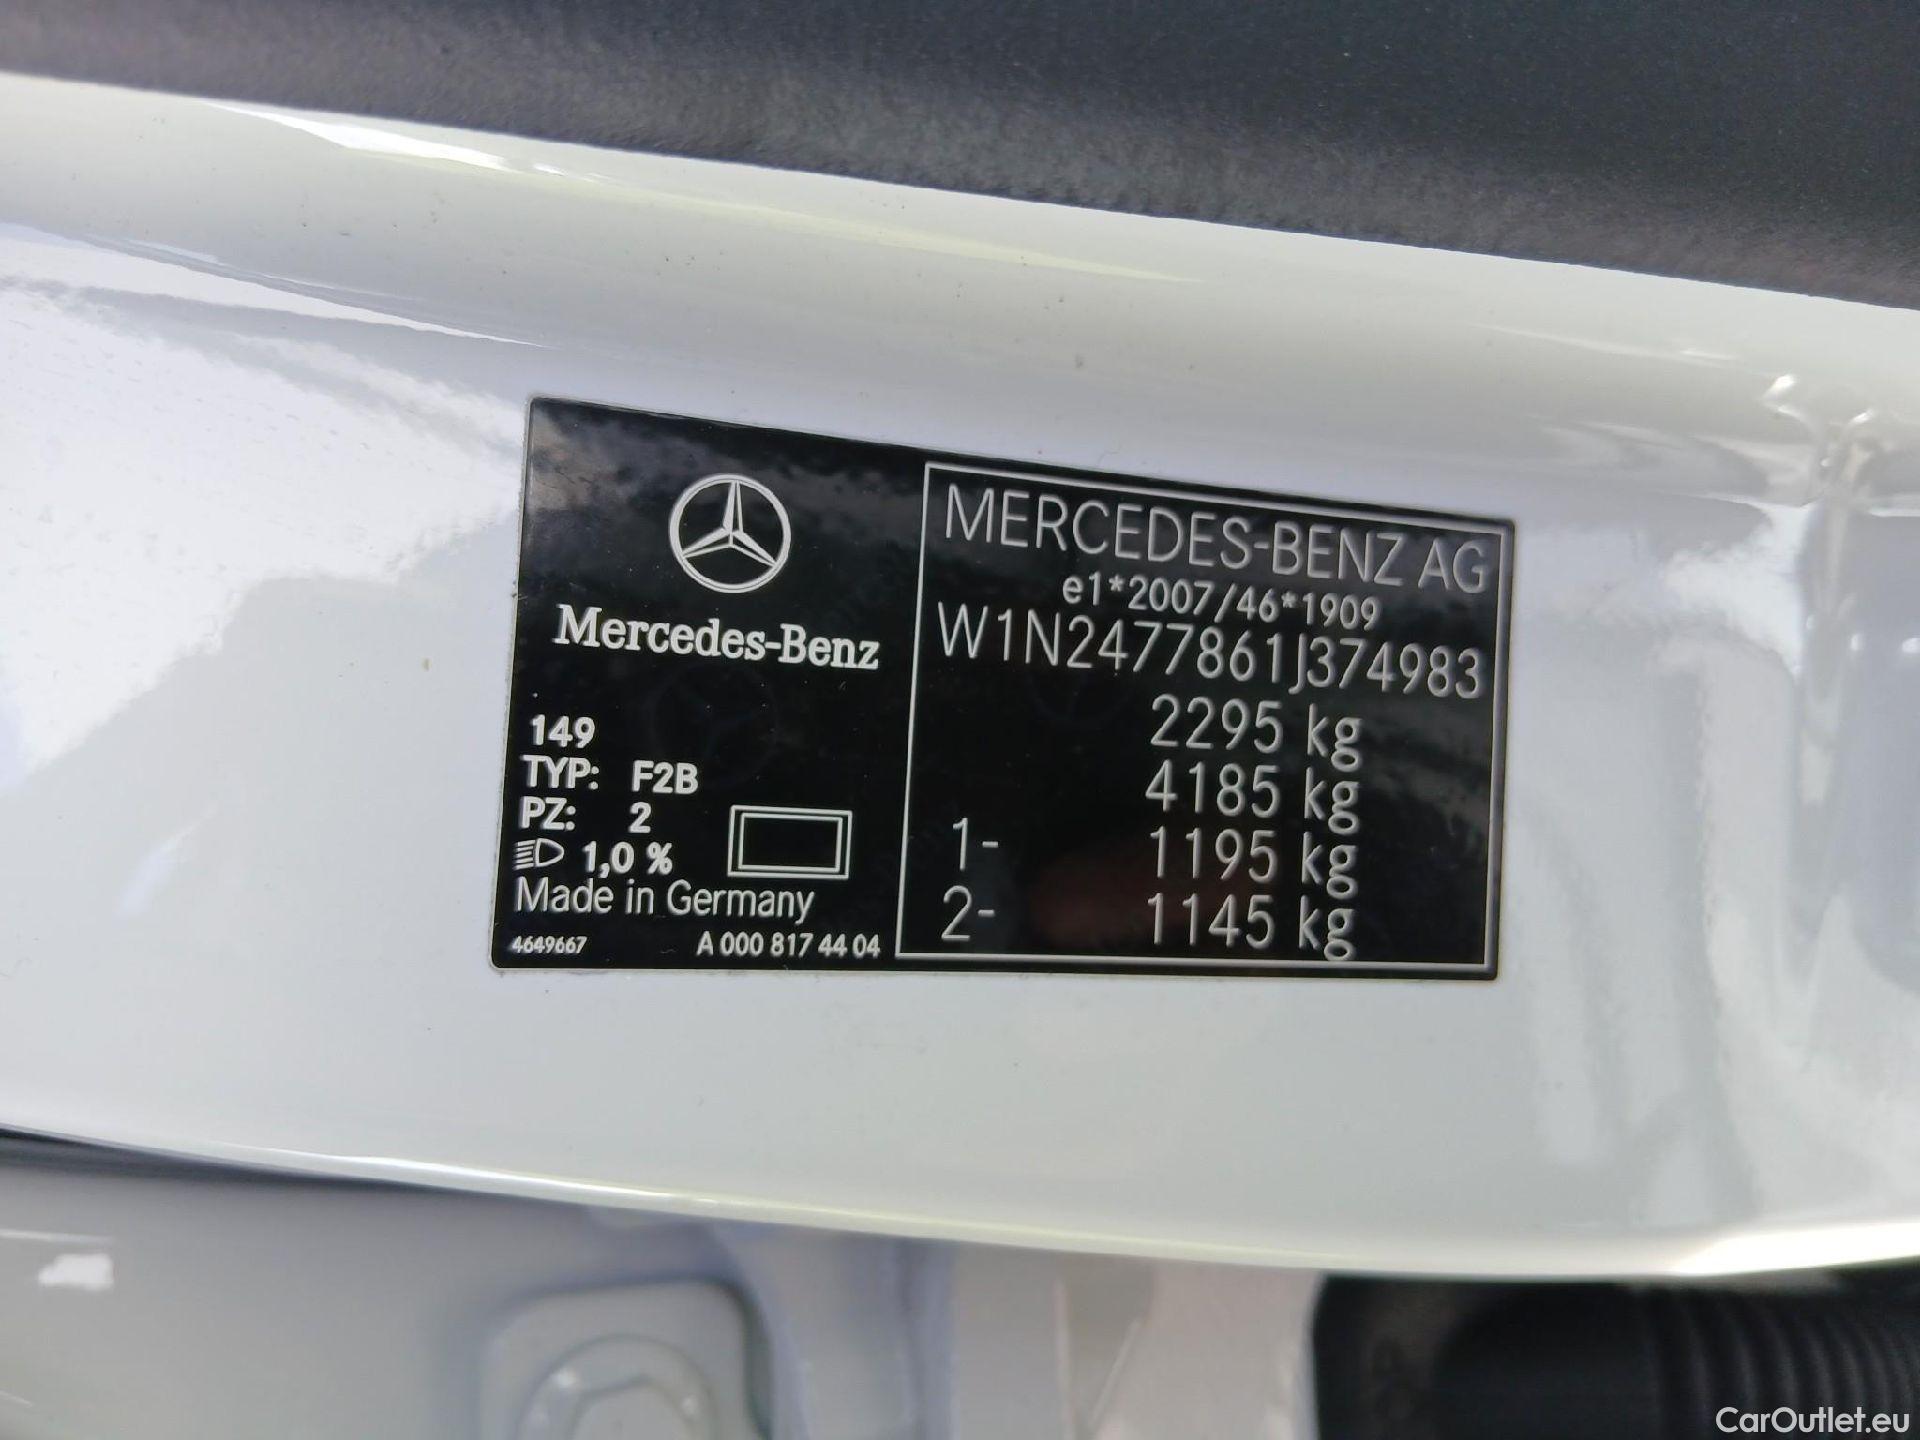 Mercedes-Benz
149
TYP: F2B
PZ: 2
1,0 %
Made in Germany
4649667 A 000 817 44 04
MERCEDES-BENZ AG
e1*2007/46*1909
W1N2477861J374983
2295 kg
4185 kg
1- 1195 kg
2- 1145 kg
CarOutlet.eu